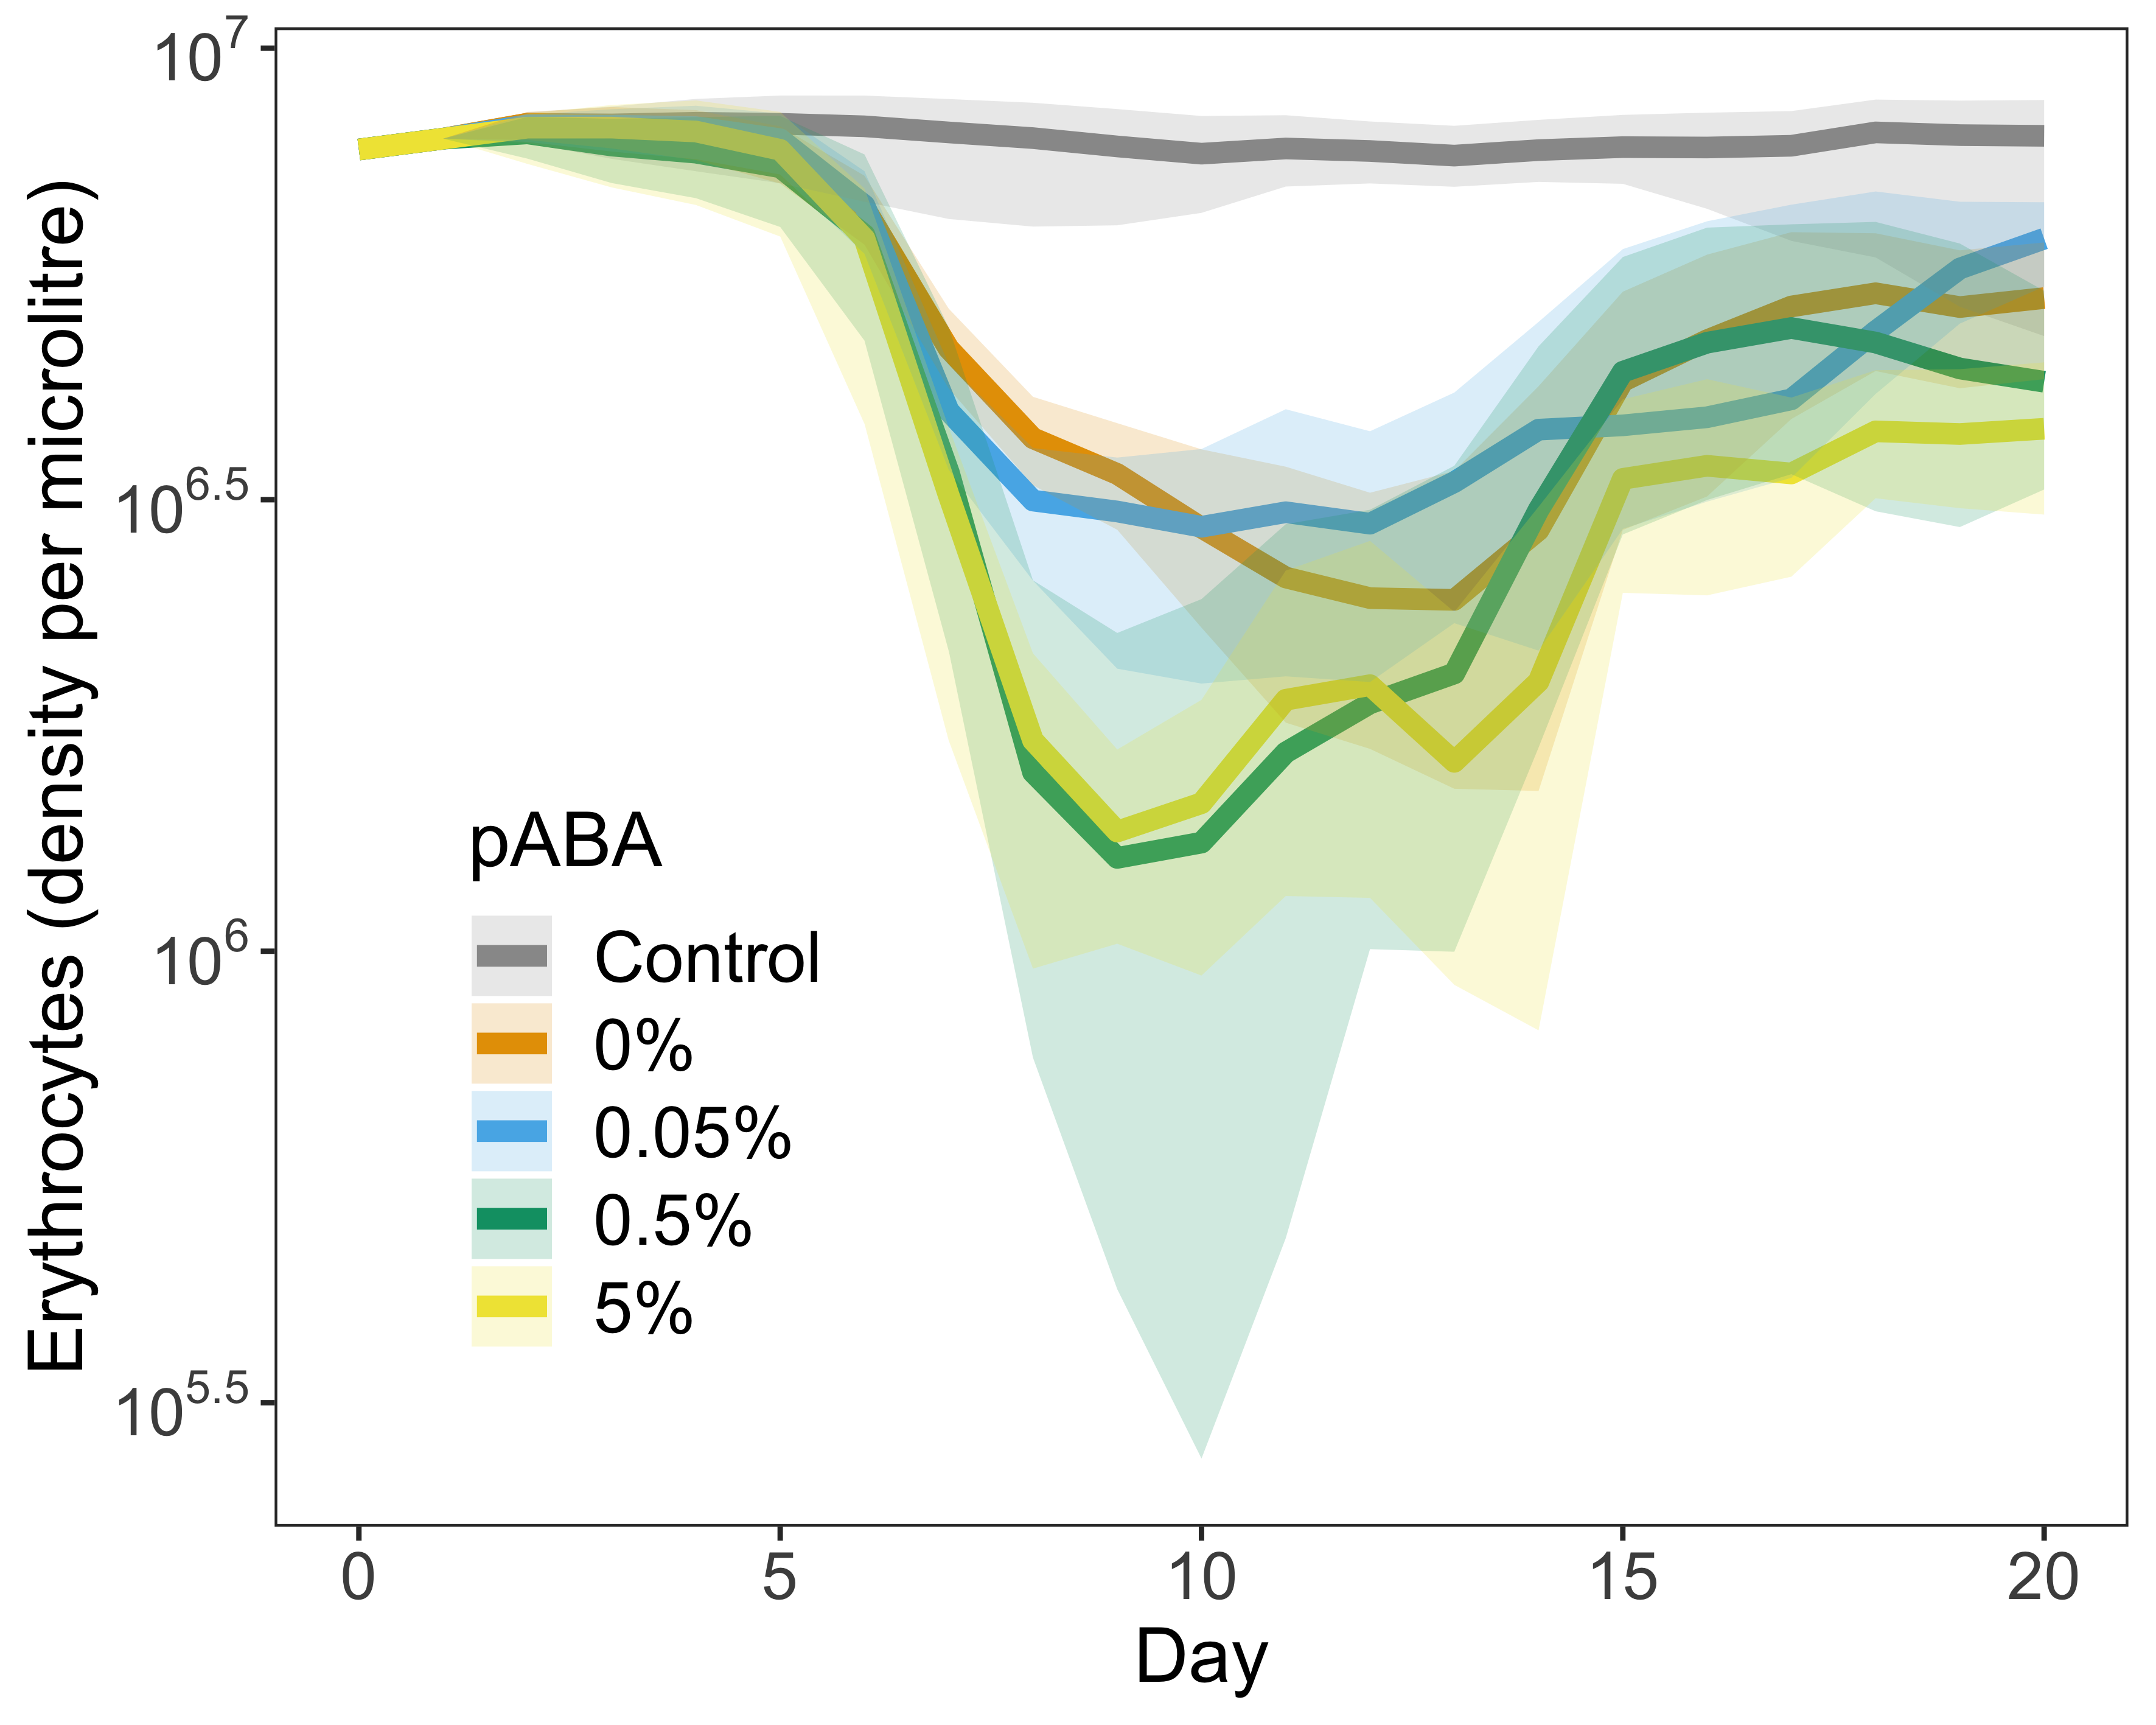 Erythrocytes (density per microlitre)
10^7
10^6.5
10^6
10^5.5
pABA
Control
0%
0.05%
0.5%
5%
0 5 10 15 20
Day